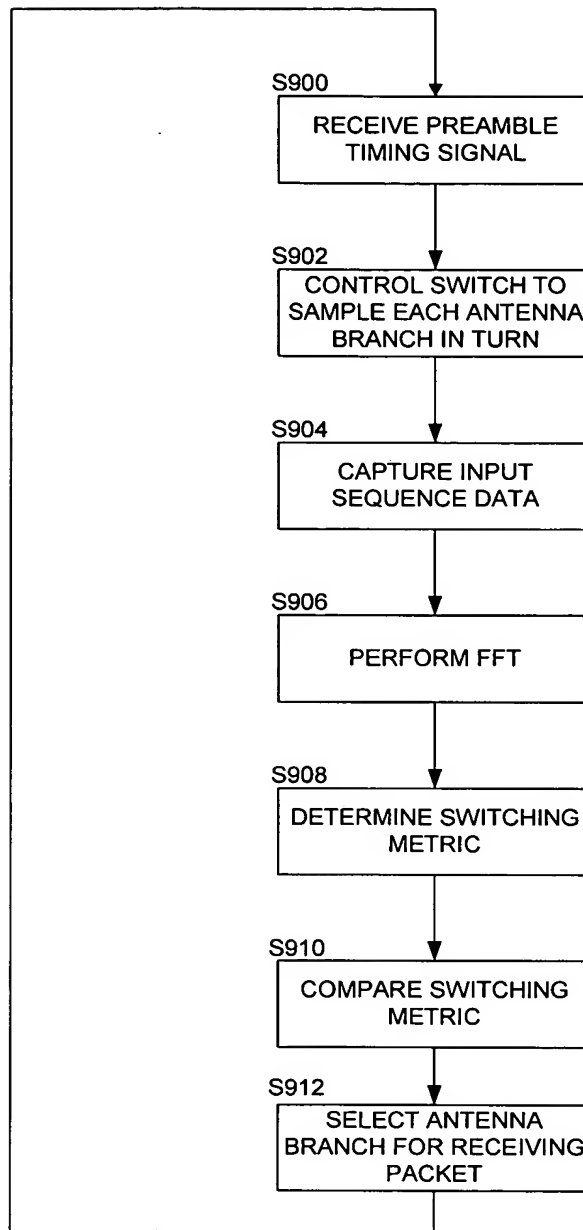 S900
RECEIVE PREAMBLE
TIMING SIGNAL
S902
CONTROL SWITCH TO
SAMPLE EACH ANTENNA
BRANCH IN TURN
S904
CAPTURE INPUT
SEQUENCE DATA
S906
PERFORM FFT
S908
DETERMINE SWITCHING
METRIC
S910
COMPARE SWITCHING
METRIC
S912
SELECT ANTENNA
BRANCH FOR RECEIVING
PACKET